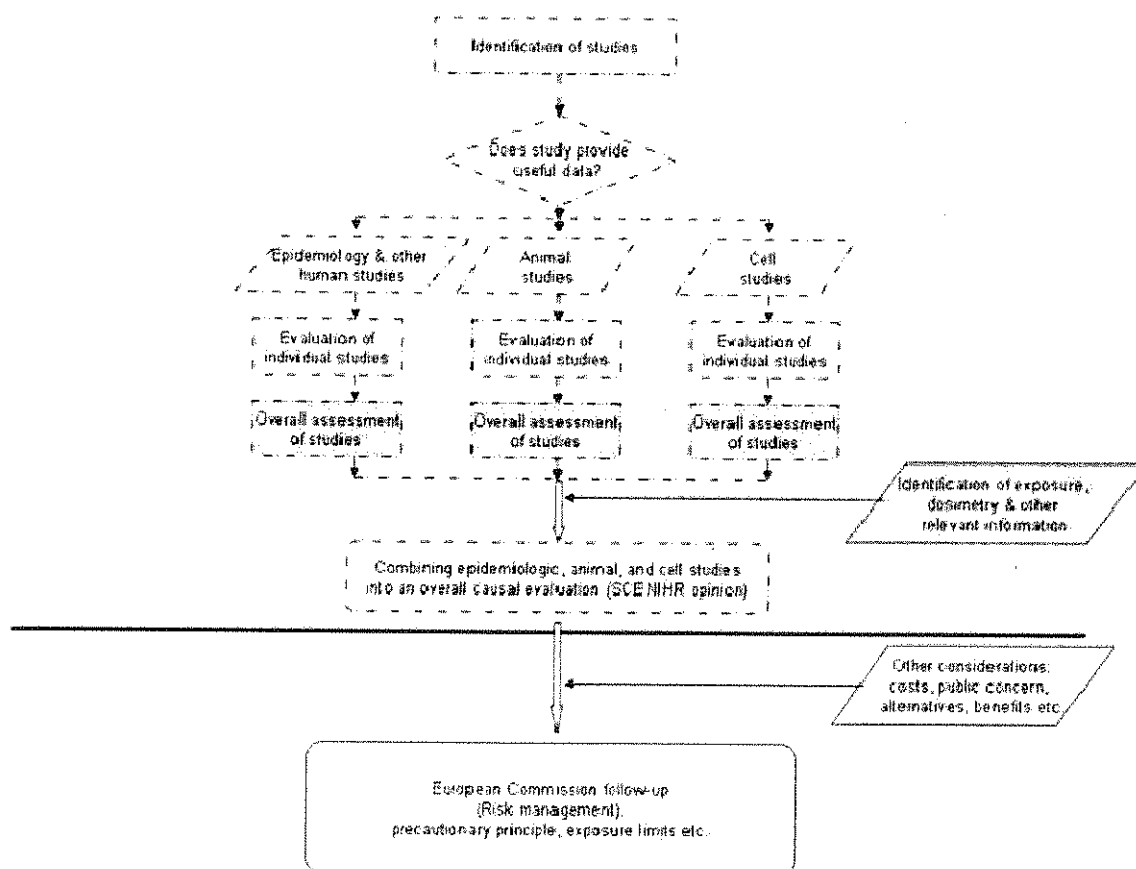 Identification of studies
Does study provide
useful data?
Epidemiology & other
human studies
Animal
studies
Cell
studies
Evaluation of
individual studies
Evaluation of
individual studies
Evaluation of
individual studies
Overall assessment
of studies
Overall assessment
of studies
Overall assessment
of studies
Identification of exposure,
dosimetry & other
relevant information
Combining epidemiologic, animal, and cell studies
into an overall causal evaluation (SCENIHR opinion)
Other considerations:
costs, public concern,
alternatives, benefits etc.
European Commission follow-up
(Risk management):
precautionary principle, exposure limits etc.